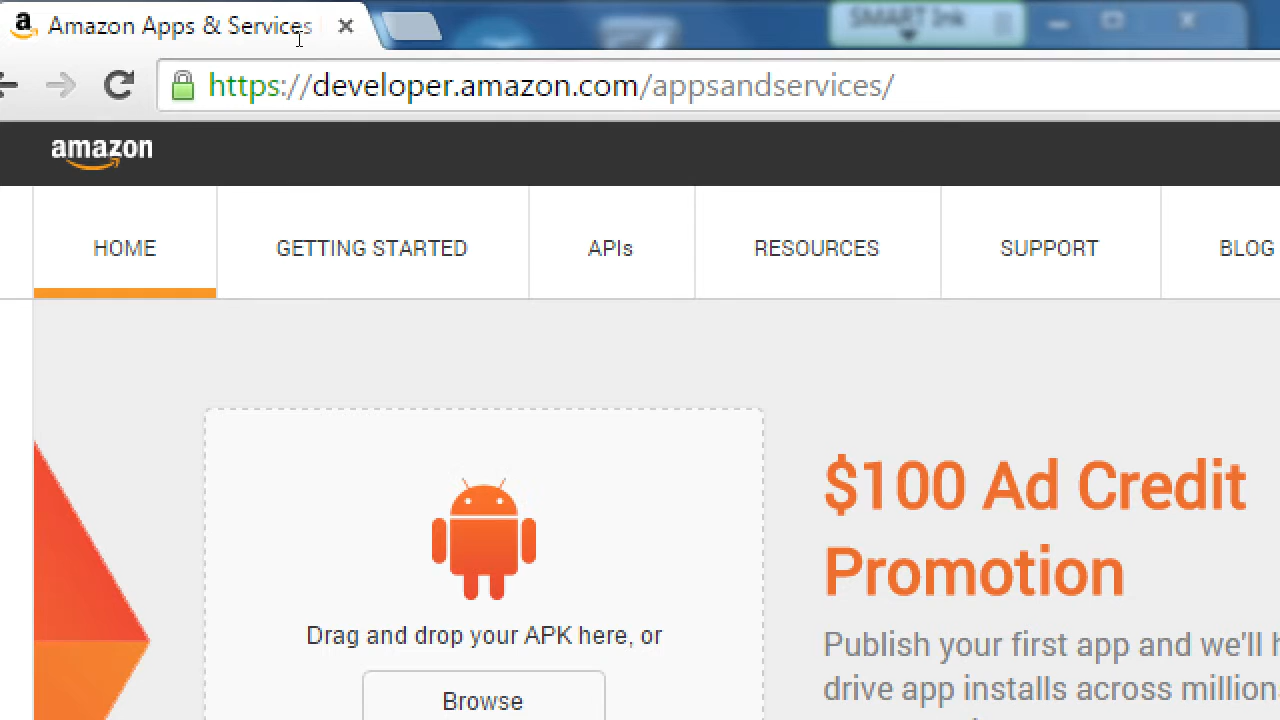 Amazon Apps & Services
SMART Ink
https://developer.amazon.com/appsandservices/
amazon
HOME
GETTING STARTED
APIs
RESOURCES
SUPPORT
BLOG
$100 Ad Credit
Promotion
Drag and drop your APK here, or
Browse
Publish your first app and we'll
drive app installs across million